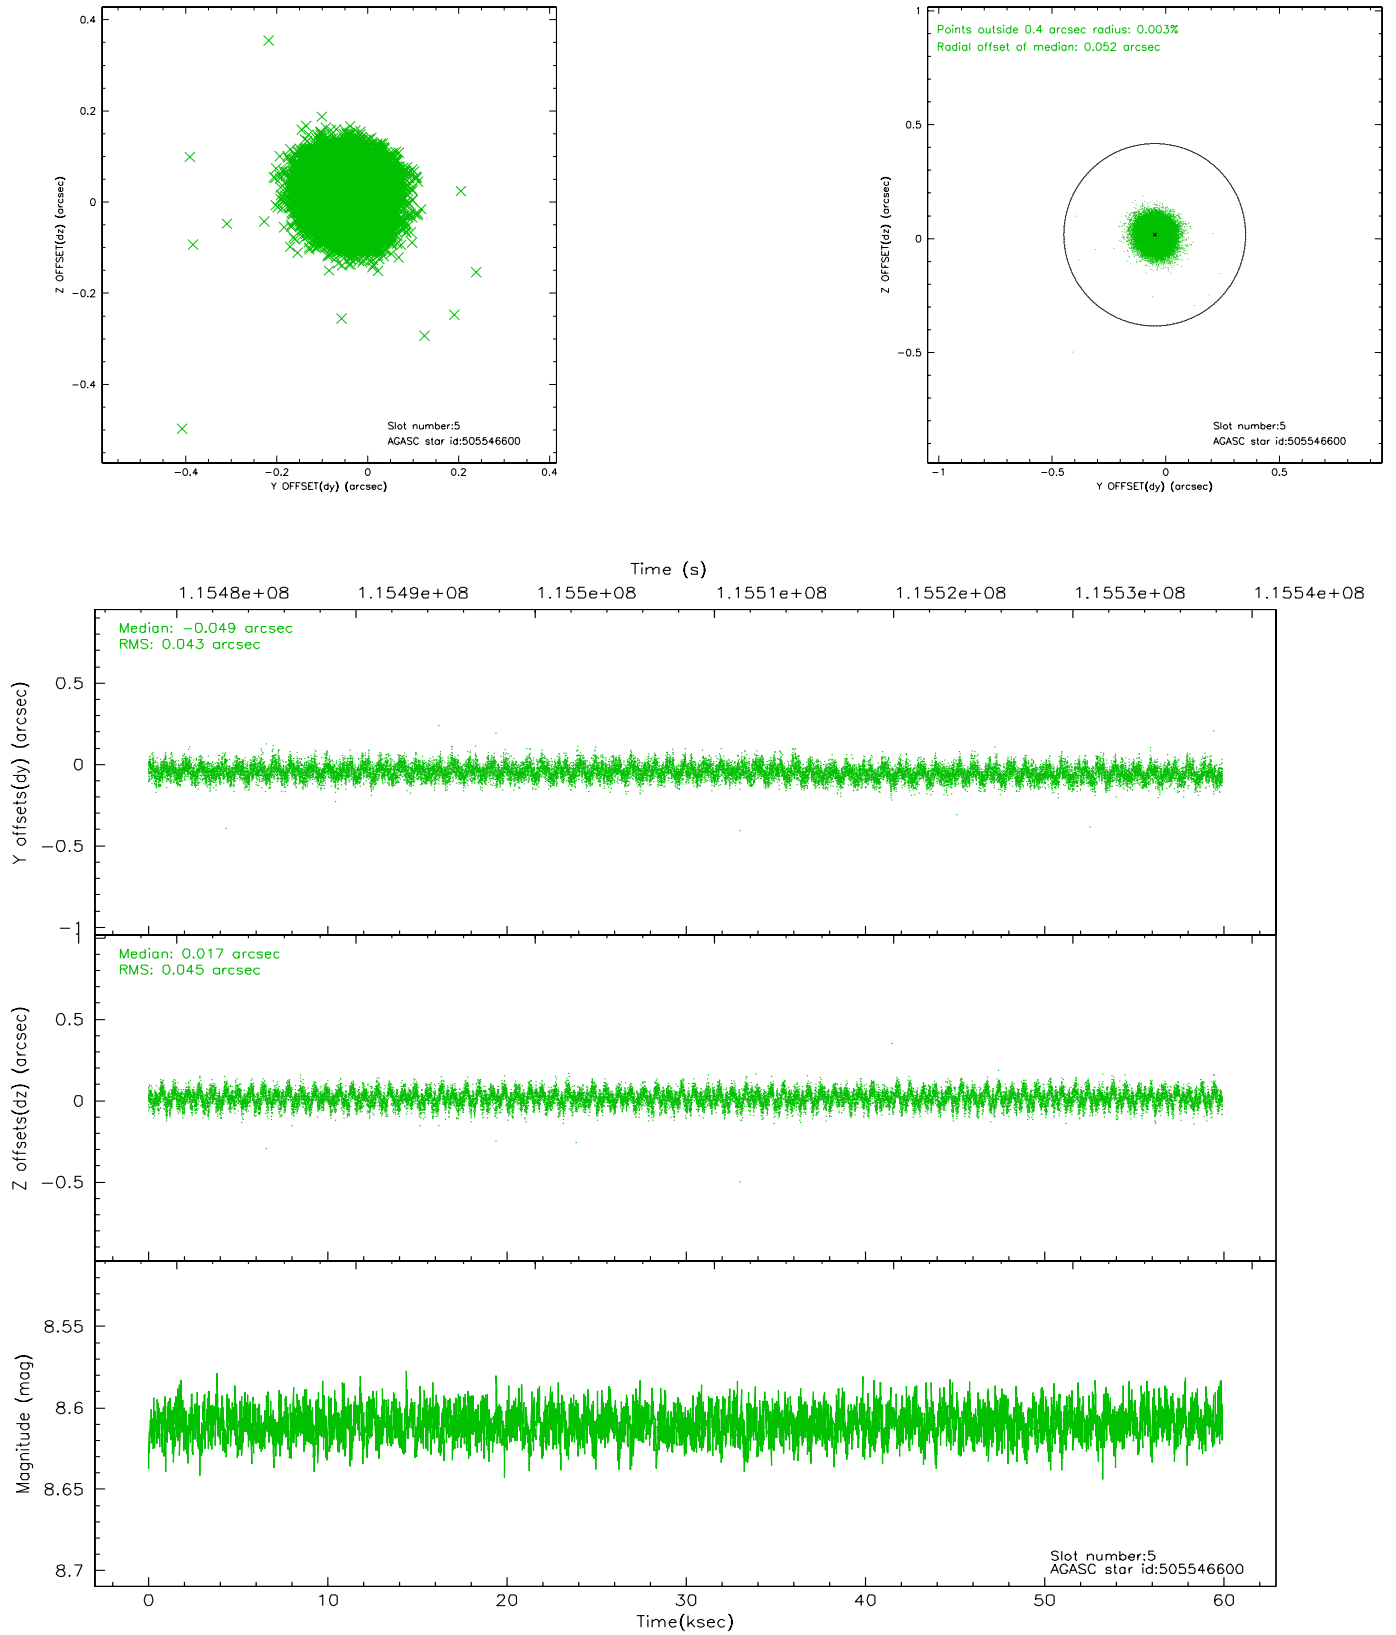 0.4
0.2
0
−0.2
−0.4
Z OFFSET(dz) (arcsec)
Slot number:5
AGASC star id:505546600
−0.4 −0.2 0 0.2 0.4
Y OFFSET(dy) (arcsec)
Points outside 0.4 arcsec radius: 0.003%
Radial offset of median: 0.052 arcsec
1
0.5
0
−0.5
Z OFFSET(dz) (arcsec)
Slot number:5
AGASC star id:505546600
−1 −0.5 0 0.5
Y OFFSET(dy) (arcsec)
Time (s)
1.1548e+08 1.1549e+08 1.155e+08 1.1551e+08 1.1552e+08 1.1553e+08 1.1554e+08
Median: −0.049 arcsec
RMS: 0.043 arcsec
0.5
0
−0.5
−1
Y offsets(dy) (arcsec)
Median: 0.017 arcsec
RMS: 0.045 arcsec
1
0.5
0
−0.5
Z offsets(dz) (arcsec)
8.55
8.6
8.65
8.7
Magnitude (mag)
Slot number:5
AGASC star id:505546600
0 10 20 30 40 50 60
Time(ksec)